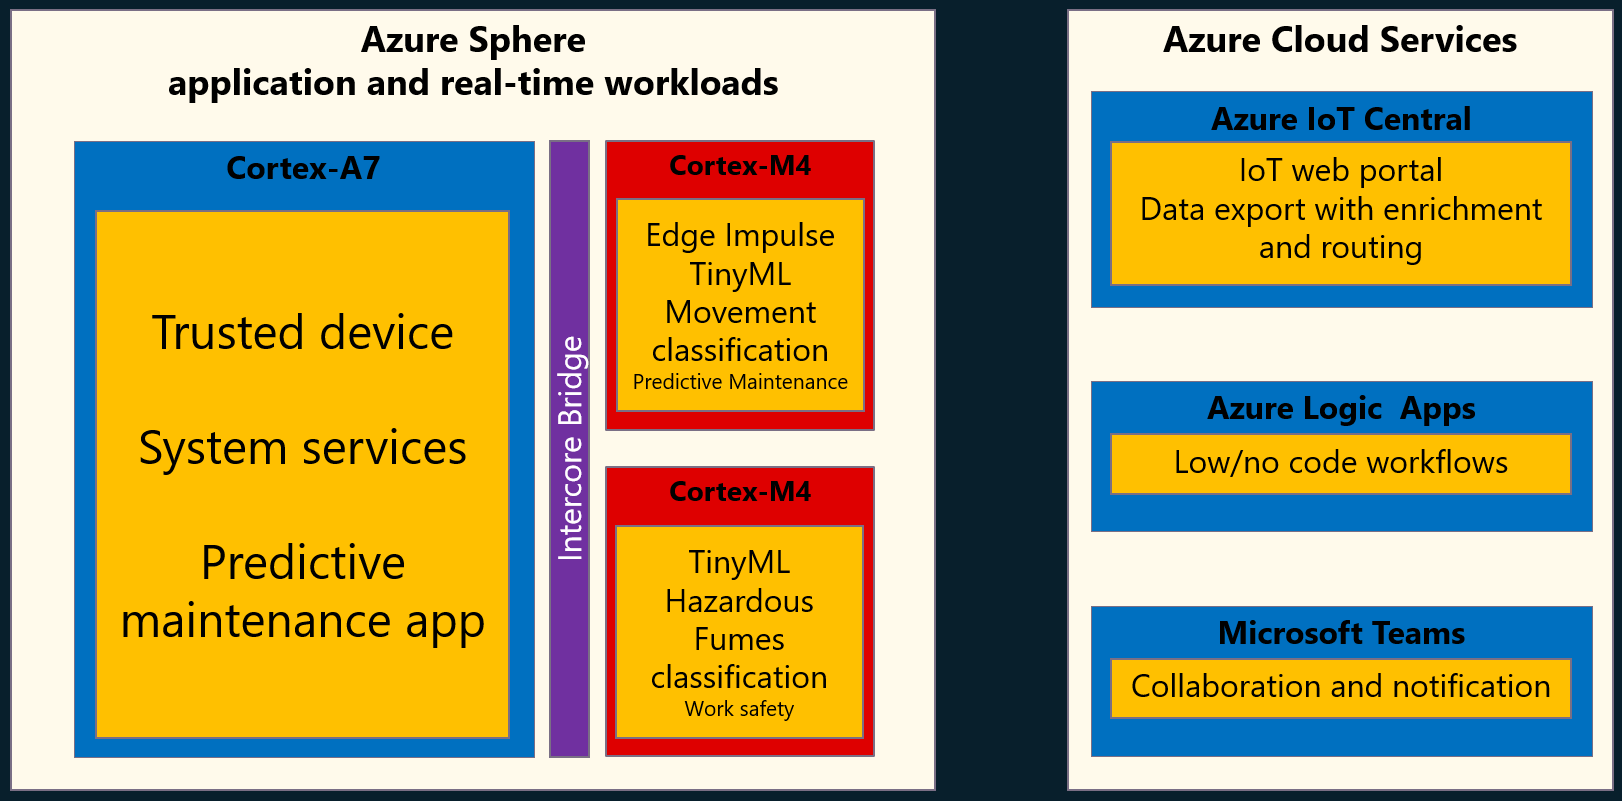 Azure Sphere
application and real-time workloads
Cortex-A7
Trusted device
System services
Predictive
maintenance app
Intercore Bridge
Cortex-M4
Edge Impulse
TinyML
Movement
classification
Predictive Maintenance
Cortex-M4
TinyML
Hazardous
Fumes
classification
Work safety
Azure Cloud Services
Azure IoT Central
IoT web portal
Data export with enrichment
and routing
Azure Logic  Apps
Low/no code workflows
Microsoft Teams
Collaboration and notification